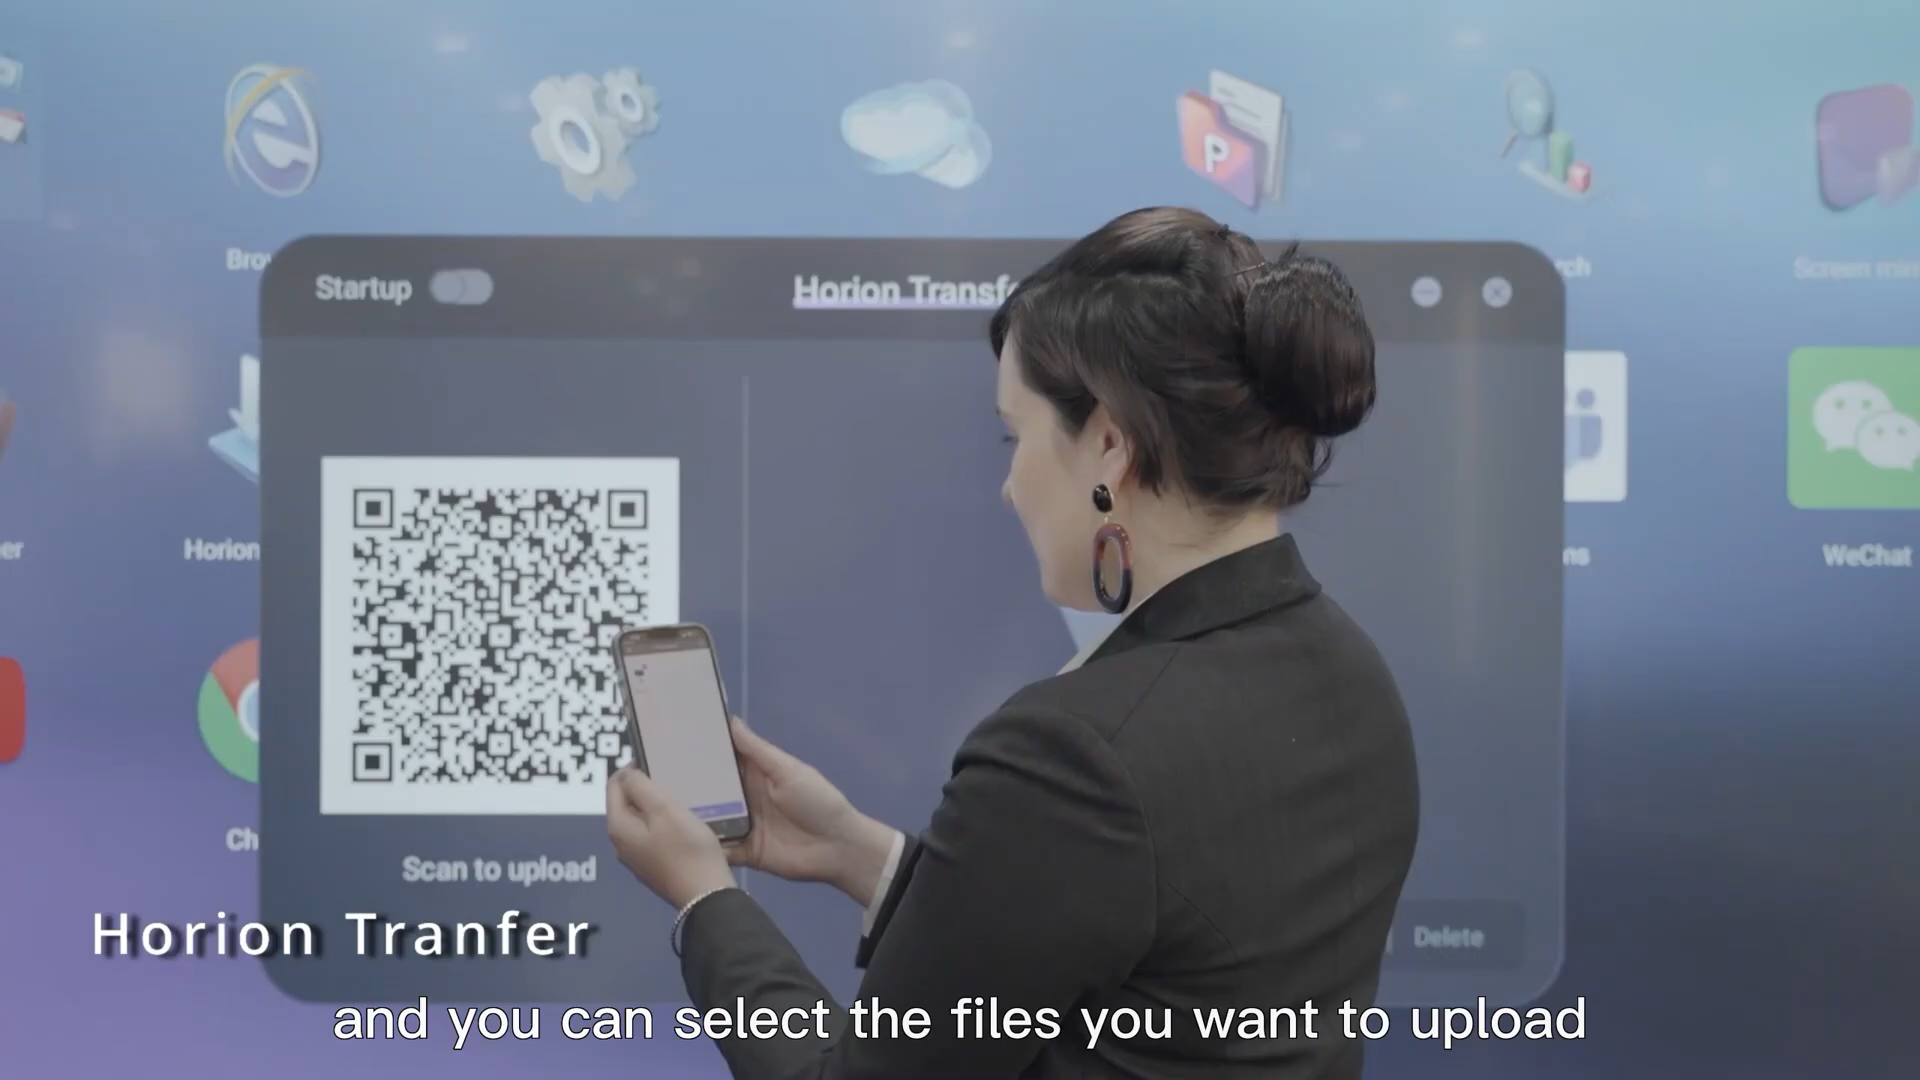 P
Startup
Horion Transfe
WeChat
Horion
Scan to upload
Delete
Horion Tranfer
and you can select the files you want to upload